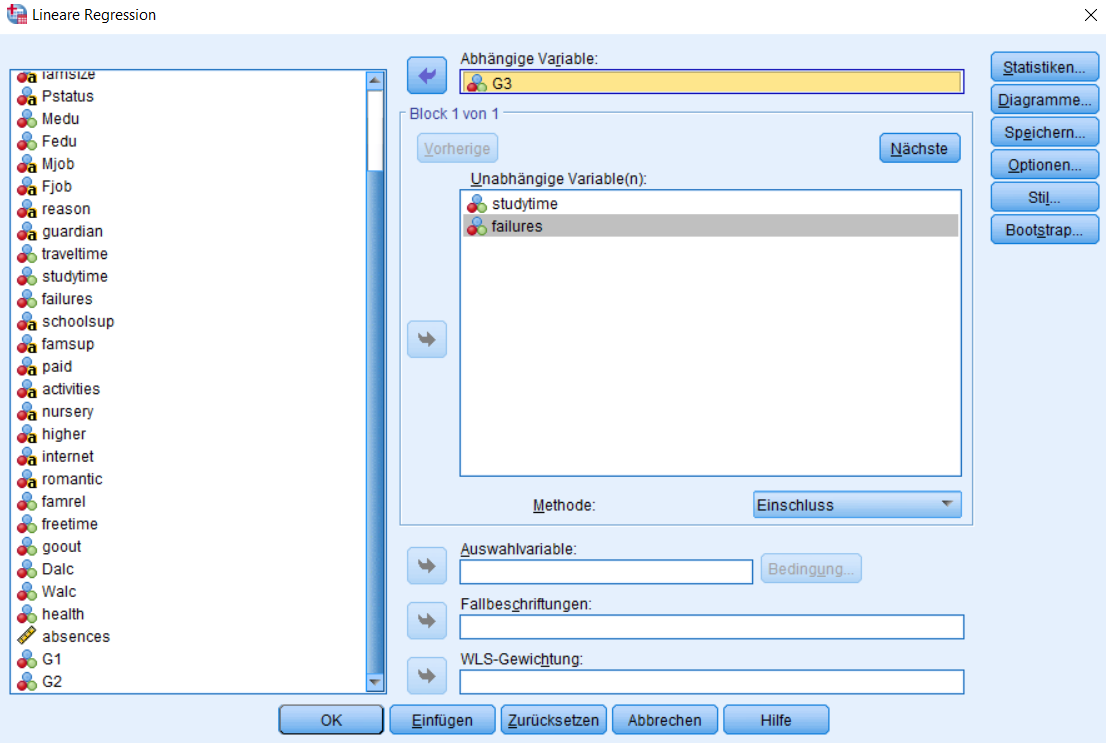 Lineare Regression
famsize
Pstatus
Medu
Fedu
Mjob
Fjob
reason
guardian
traveltime
studytime
failures
schoolsup
famsup
paid
activities
nursery
higher
internet
romantic
famrel
freetime
goout
Dalc
Walc
health
absences
G1
G2
Abhängige Variable:
G3
Block 1 von 1
Vorherige
Nächste
Unabhängige Variable(n):
studytime
failures
Methode:
Einschluss
Auswahlvariable:
Bedingung...
Fallbeschriftungen:
WLS-Gewichtung:
Statistiken...
Diagramme...
Speichern...
Optionen...
Stil...
Bootstrap...
OK
Einfügen
Zurücksetzen
Abbrechen
Hilfe